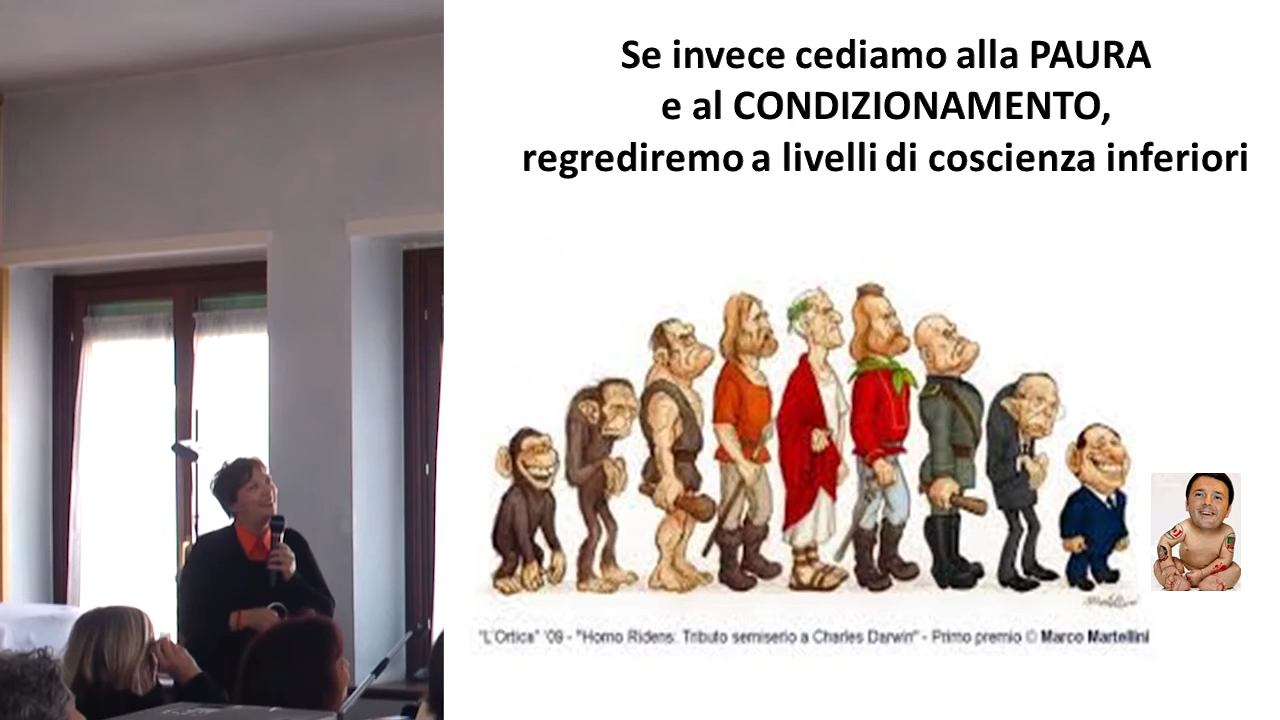 Se invece cediamo alla PAURA
e al CONDIZIONAMENTO,
regrediremo a livelli di coscienza inferiori
"L'Ortica" '09 - "Homo Ridens: Tributo semiserio a Charles Darwin" - Primo premio © Marco Martellini